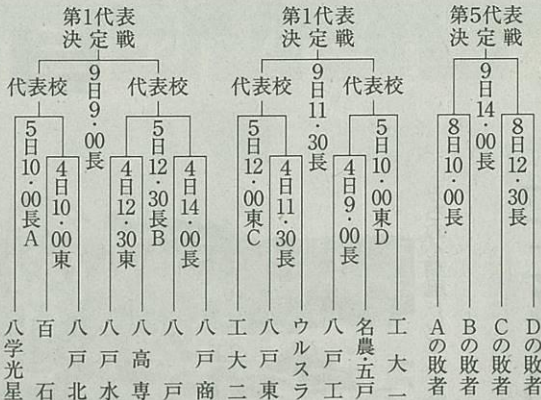 第1代表
決定戦
代表校
9日9・00長
代表校
5日10・00長A
4日10・00東
4日12・30東
5日12・30長B
4日14・00長
八学光星
百石
八戸北
八戸水
八高専
八戸
八戸商
第1代表
決定戦
代表校
9日11・30長
代表校
5日12・00東C
4日11・30長
4日9・00長
5日10・00東D
工大二
八戸東
ウルスラ
八戸工
名農・五戸
工大一
第5代表
決定戦
9日14・00長
8日10・00長
8日12・30長
Aの敗者
Bの敗者
Cの敗者
Dの敗者